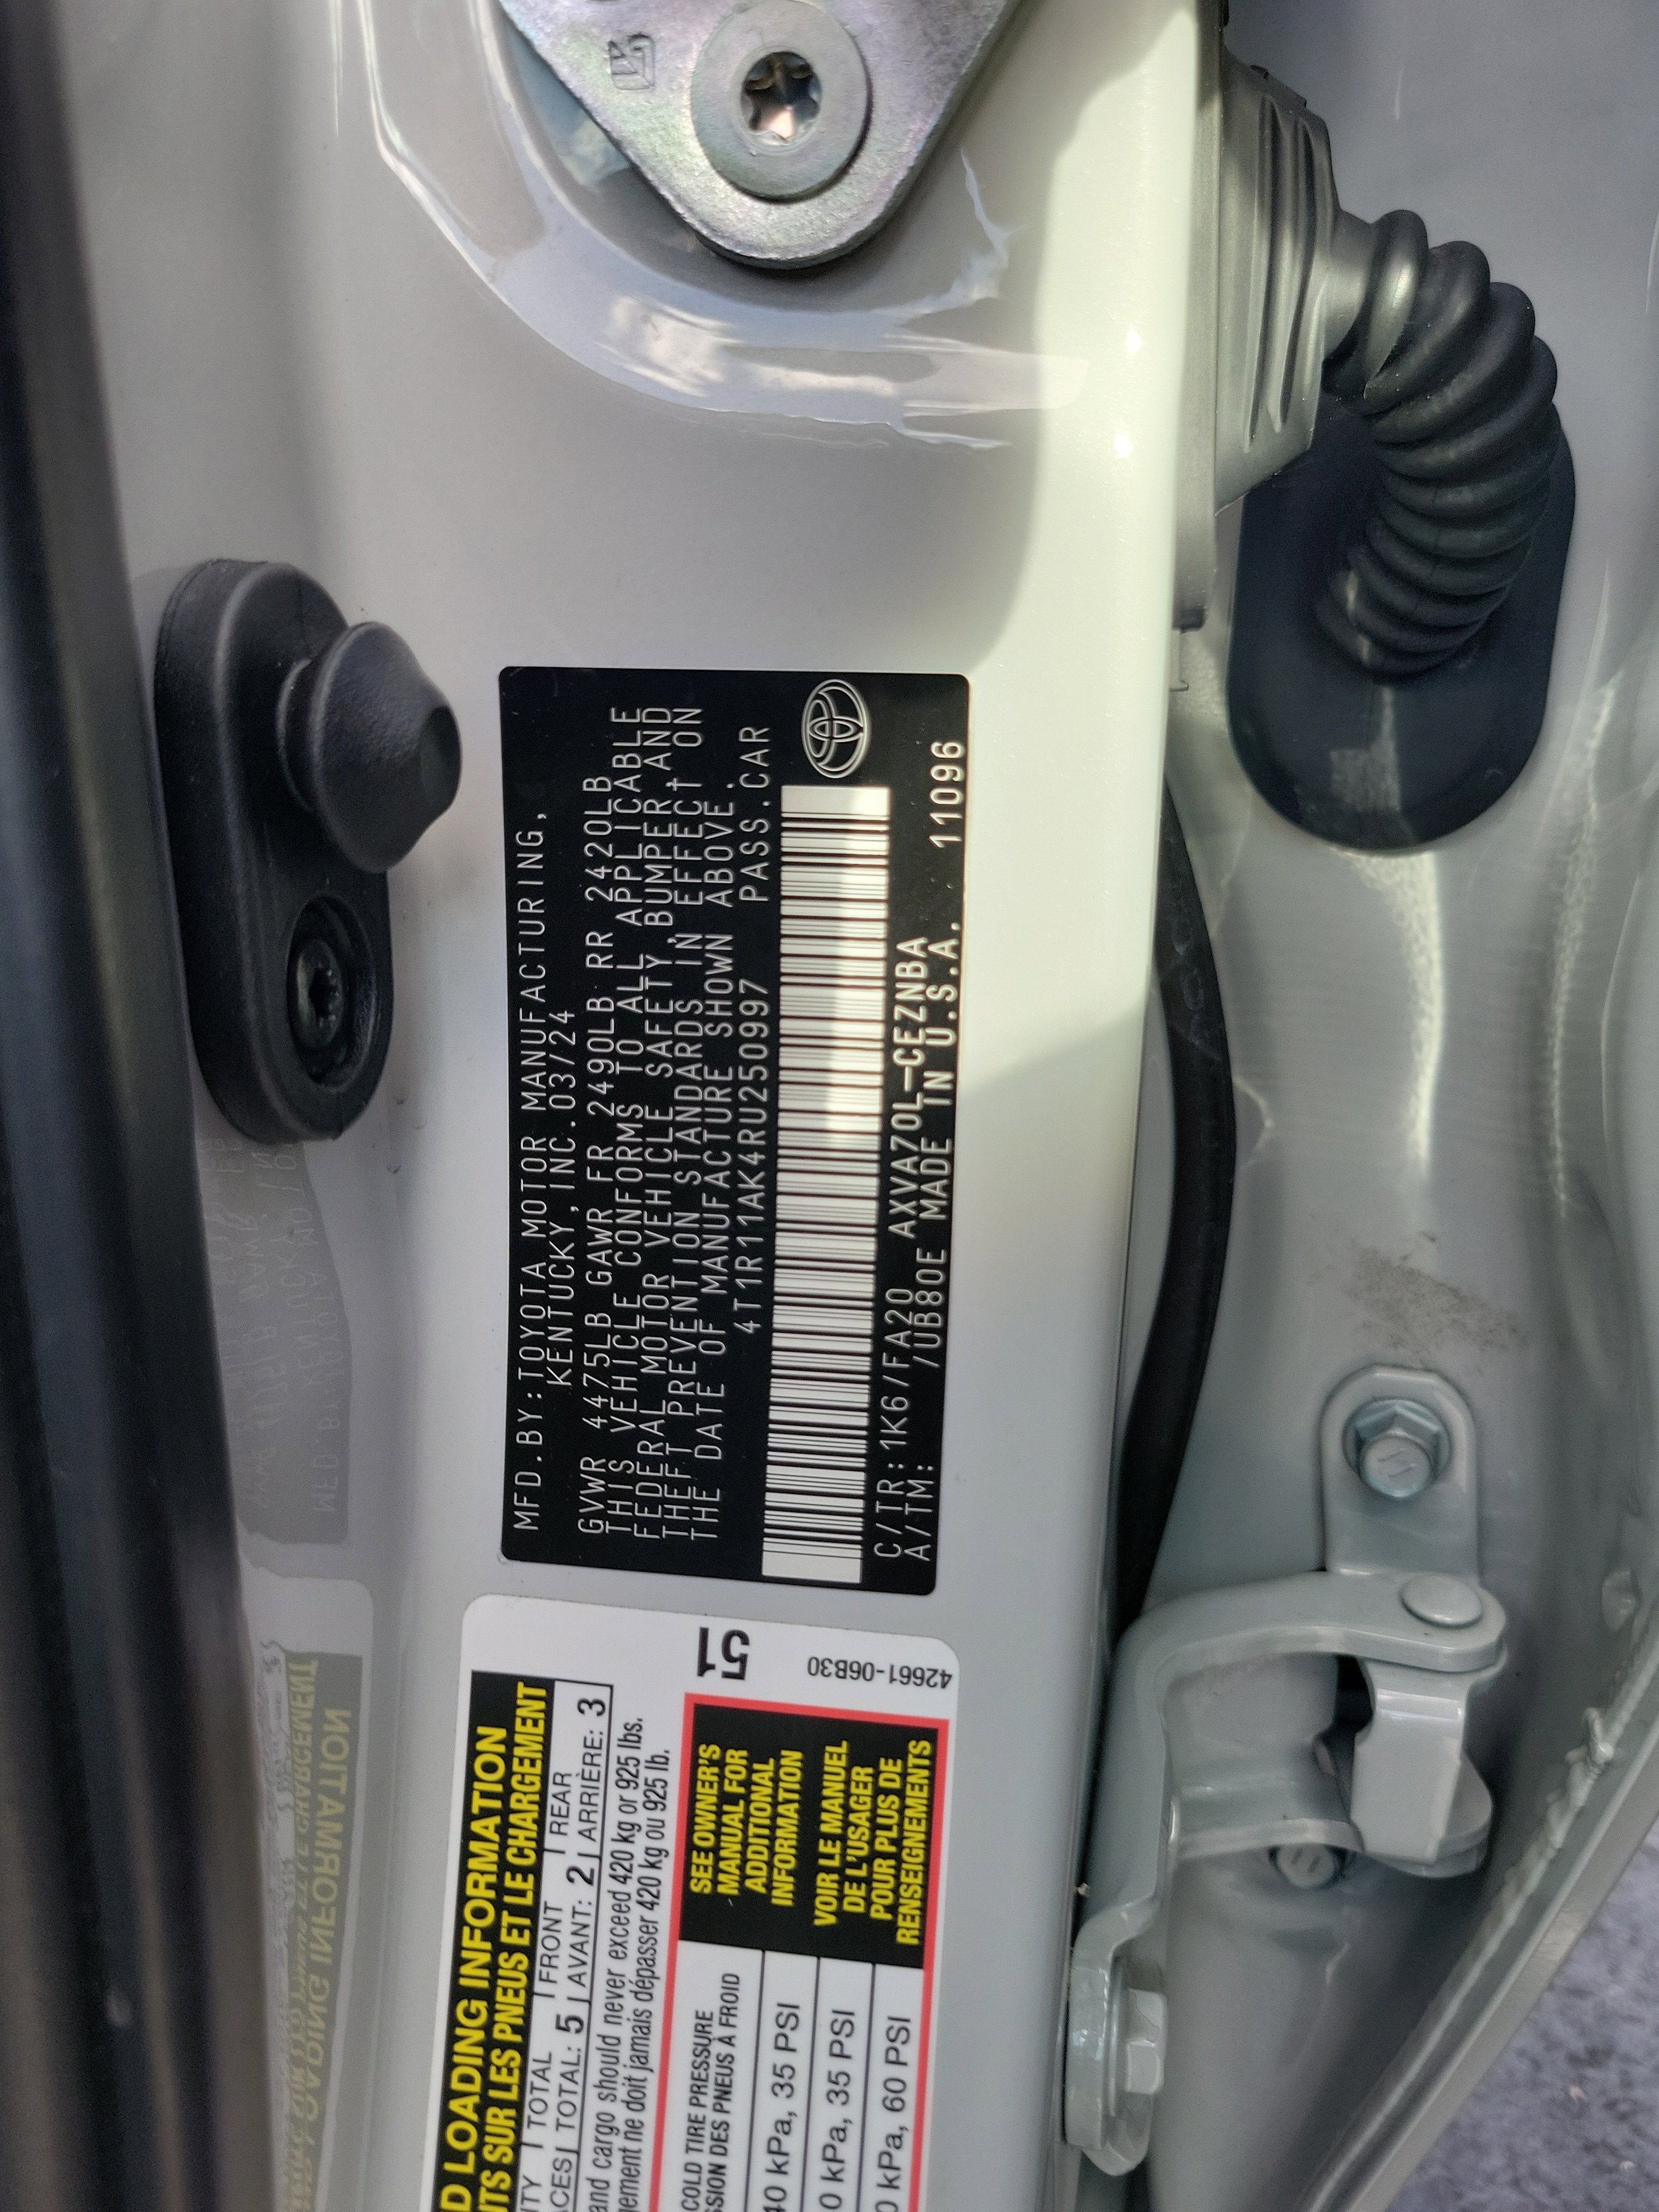 MFD.BY:TOYOTA MOTOR MANUFACTURING,
KENTUCKY,INC.03/24
GVWR 4475LB GAWR FR 2490LB RR 2420LB
THIS VEHICLE CONFORMS TO ALL APPLICABLE
FEDERAL MOTOR VEHICLE SAFETY, BUMPER, AND
THEFT PREVENTION STANDARDS IN EFFECT ON
THE DATE OF MANUFACTURE SHOWN ABOVE.
4T1R11AK4RU250997 PASS.CAR
C/TR:1K6/FA20 AXVA70L-CEZNBA
A/TM: /UB80E MADE IN U.S.A. 11096
51
42661-06B30
LOADING INFORMATION
SUR LES PNEUS ET LE CHARGEMENT
TOTAL FRONT REAR
TOTAL: 5 AVANT: 2 ARRIÈRE: 3
and cargo should never exceed 420 kg or 925 lbs.
ne doit jamais dépasser 420 kg ou 925 lb.
COLD TIRE PRESSURE
DES PNEUS À FROID
kPa, 35 PSI
kPa, 35 PSI
kPa, 60 PSI
SEE OWNER'S
MANUAL FOR
ADDITIONAL
INFORMATION
VOIR LE MANUEL
DE L'USAGER
POUR PLUS DE
RENSEIGNEMENTS